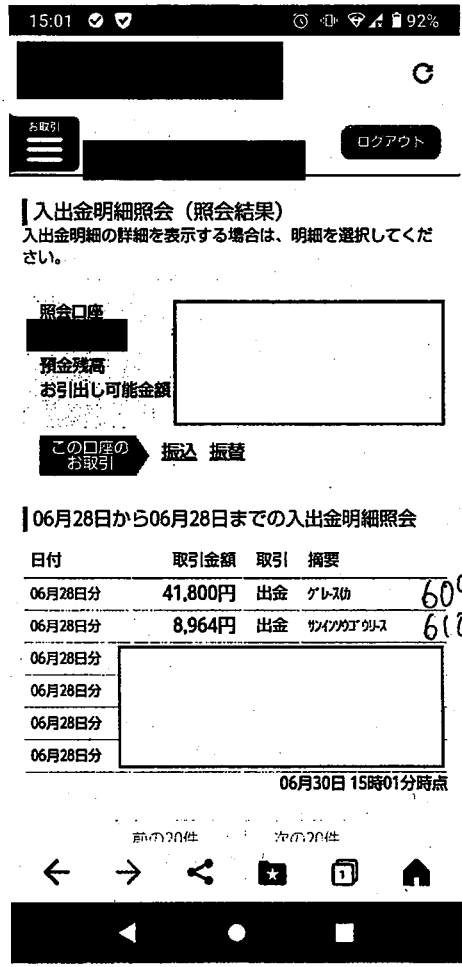 15:01 92%
お取引
ログアウト
入出金明細照会（照会結果）
入出金明細の詳細を表示する場合は、明細を選択してくだ
さい。
照会口座
預金残高
お引出し可能金額
この口座の
お取引
振込 振替
06月28日から06月28日までの入出金明細照会
日付 取引金額 取引 摘要
06月28日分 41,800円 出金 ｸﾞﾚｰｽ(ｶ
06月28日分 8,964円 出金 ｻﾝｲﾝｿｳｺﾞｳﾘｰｽ
06月28日分
06月28日分
06月28日分
06月28日分
06月30日 15時01分時点
前の20件 次の20件
1